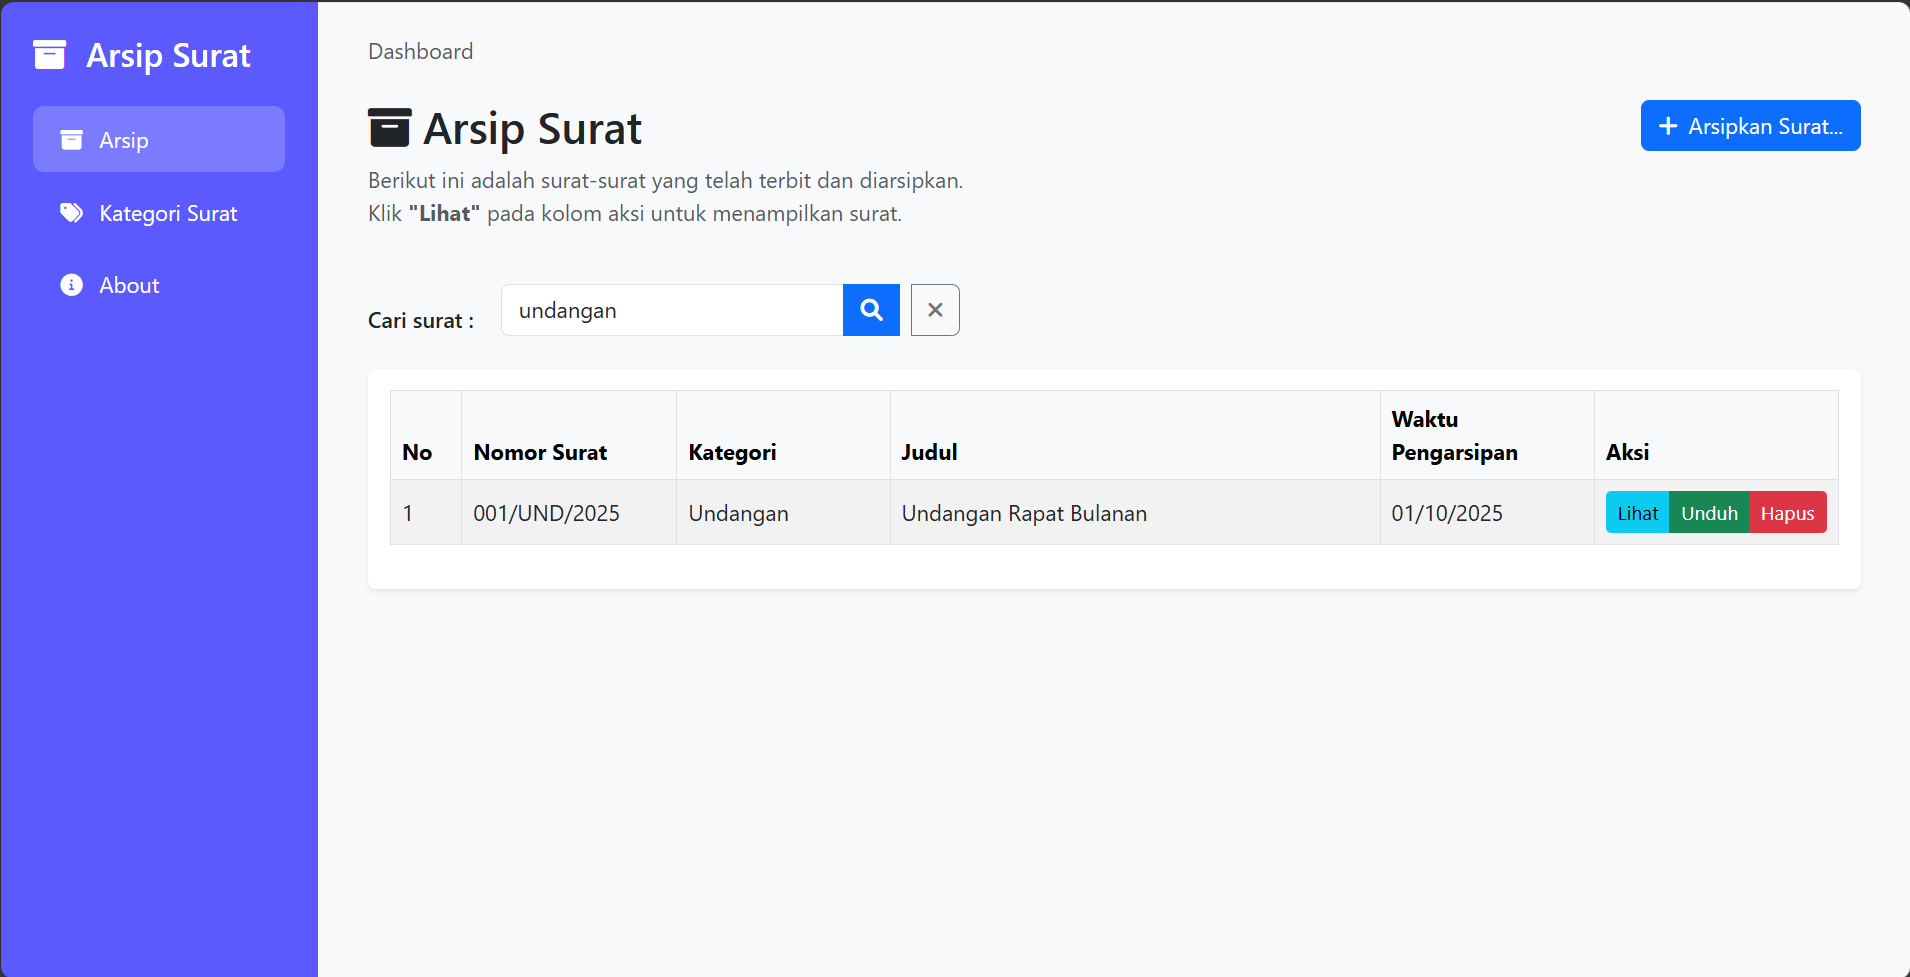 Arsip Surat
Arsip
Kategori Surat
About
Dashboard
Arsip Surat
+ Arsipkan Surat...
Berikut ini adalah surat-surat yang telah terbit dan diarsipkan.
Klik "Lihat" pada kolom aksi untuk menampilkan surat.
Cari surat : undangan
No Nomor Surat Kategori Judul Waktu Pengarsipan Aksi
1 001/UND/2025 Undangan Undangan Rapat Bulanan 01/10/2025 Lihat Unduh Hapus